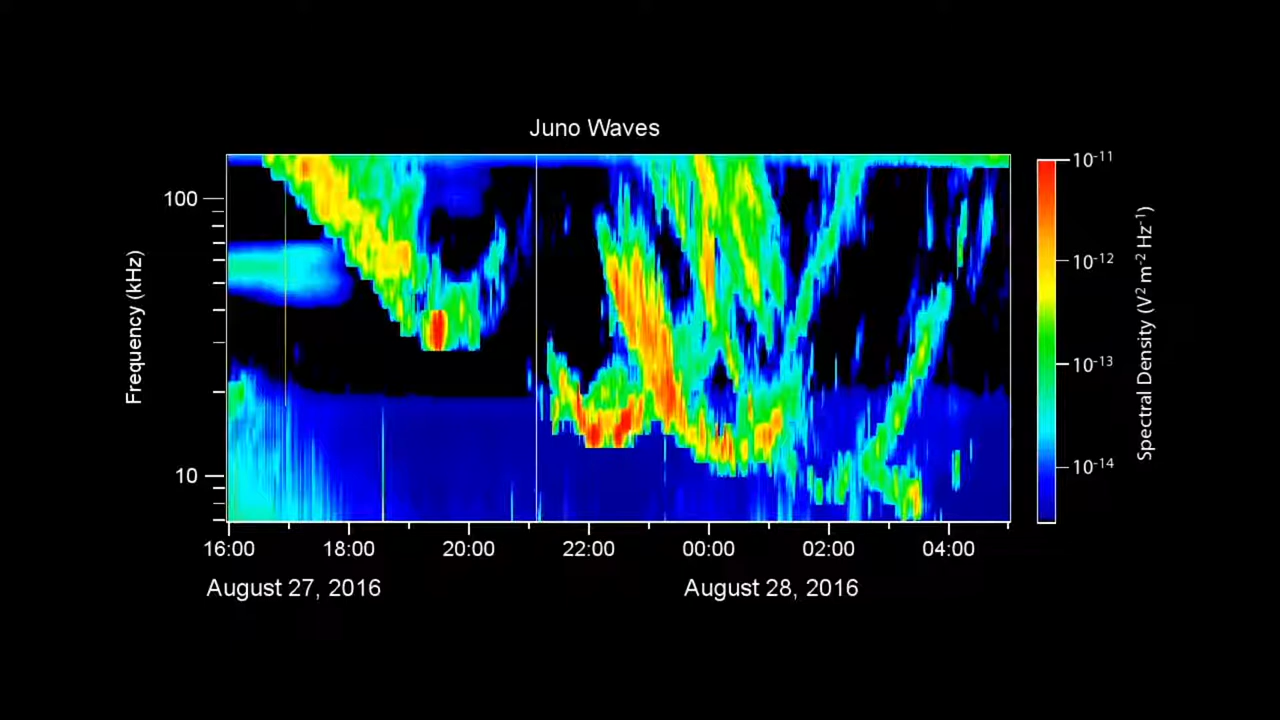 Juno Waves
Frequency (kHz)
100
10
16:00 18:00 20:00 22:00 00:00 02:00 04:00
August 27, 2016 August 28, 2016
10⁻¹¹
10⁻¹²
10⁻¹³
10⁻¹⁴
Spectral Density (V² m⁻² Hz⁻¹)